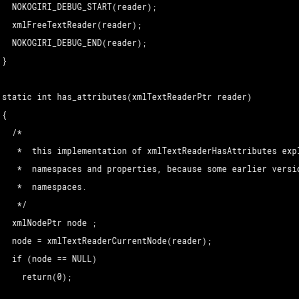 NOKOGIRI_DEBUG_START(reader);
xmlFreeTextReader(reader);
NOKOGIRI_DEBUG_END(reader);
}
static int has_attributes(xmlTextReaderPtr reader)
{
/*
* this implementation of xmlTextReaderHasAttributes expl
* namespaces and properties, because some earlier versio
* namespaces.
*/
xmlNodePtr node ;
node = xmlTextReaderCurrentNode(reader);
if (node == NULL)
return(0);